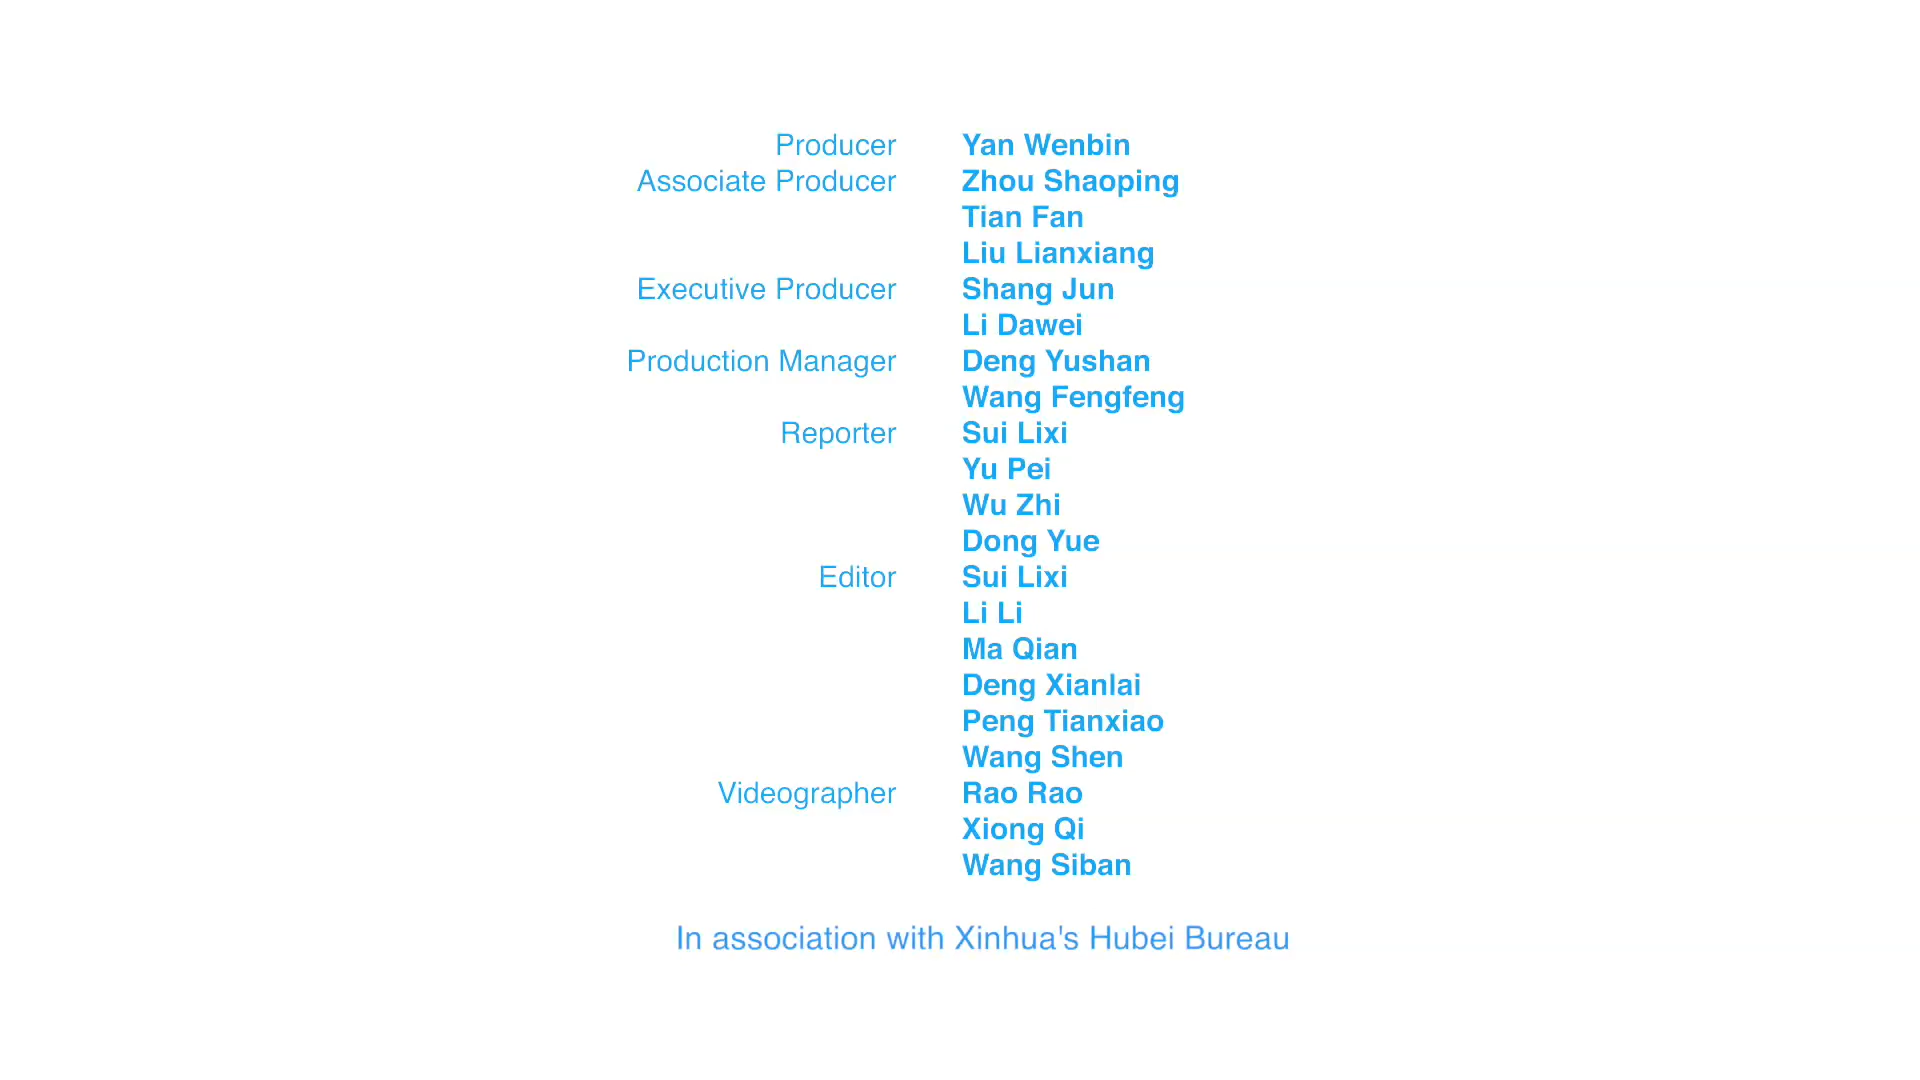 Producer Yan Wenbin
Associate Producer Zhou Shaoping
Tian Fan
Liu Lianxiang
Executive Producer Shang Jun
Li Dawei
Production Manager Deng Yushan
Wang Fengfeng
Reporter Sui Lixi
Yu Pei
Wu Zhi
Dong Yue
Editor Sui Lixi
Li Li
Ma Qian
Deng Xianlai
Peng Tianxiao
Wang Shen
Videographer Rao Rao
Xiong Qi
Wang Siban
In association with Xinhua's Hubei Bureau